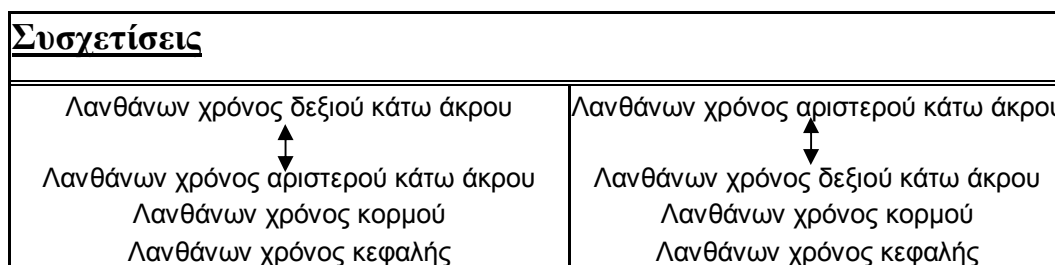 Συσχετίσεις
Λανθάνων χρόνος δεξιού κάτω άκρου
Λανθάνων χρόνος αριστερού κάτω άκρου
Λανθάνων χρόνος κορμού
Λανθάνων χρόνος κεφαλής
Λανθάνων χρόνος αριστερού κάτω άκρου
Λανθάνων χρόνος δεξιού κάτω άκρου
Λανθάνων χρόνος κορμού
Λανθάνων χρόνος κεφαλής